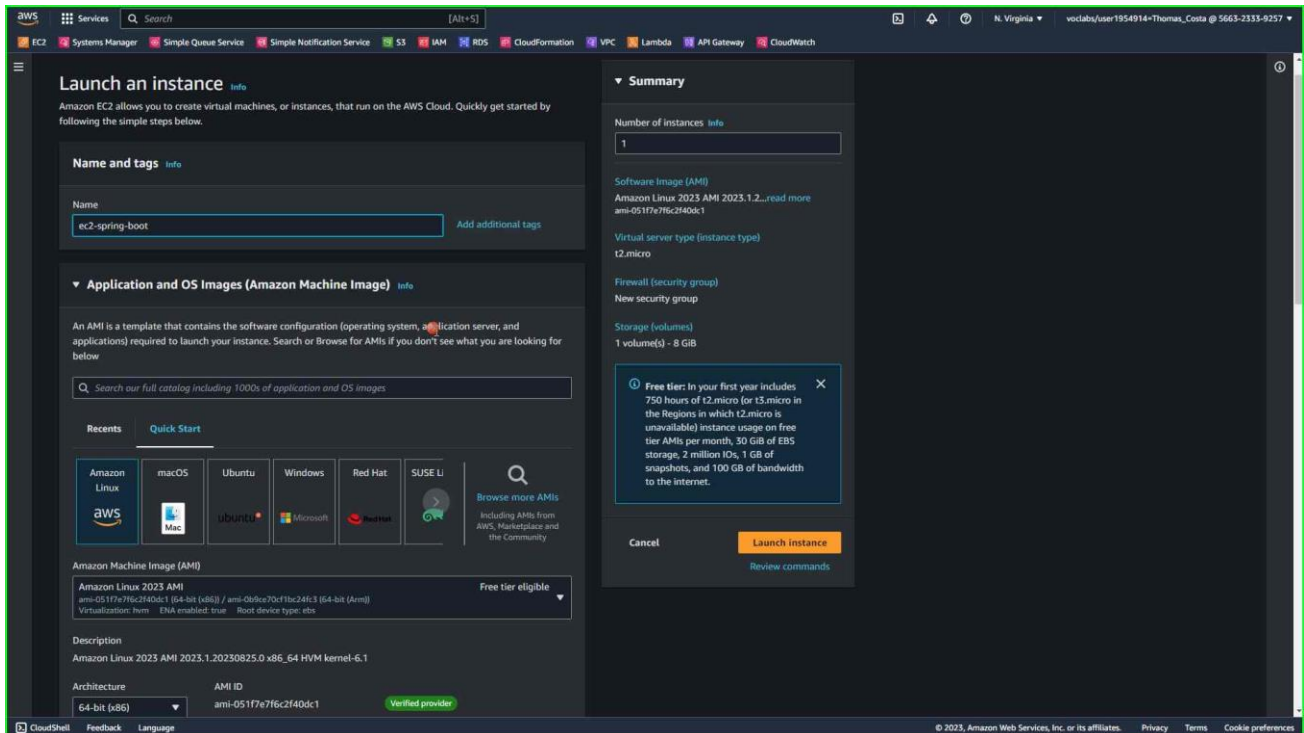 aws
Services
Search
[Alt+S]
N. Virginia
voclabs/user1954914=Thomas_Costa @ 5663-2333-9257
EC2
Systems Manager
Simple Queue Service
Simple Notification Service
S3
IAM
RDS
CloudFormation
VPC
Lambda
API Gateway
CloudWatch
Launch an instance Info
Amazon EC2 allows you to create virtual machines, or instances, that run on the AWS Cloud. Quickly get started by
following the simple steps below.
Name and tags Info
Name
ec2-spring-boot
Add additional tags
Application and OS Images (Amazon Machine Image) Info
An AMI is a template that contains the software configuration (operating system, application server, and
applications) required to launch your instance. Search or Browse for AMIs if you don't see what you are looking for
below
Search our full catalog including 1000s of application and OS images
Recents
Quick Start
Amazon
Linux
aws
macOS
Mac
Ubuntu
ubuntu
Windows
Microsoft
Red Hat
Red Hat
SUSE Li
Browse more AMIs
Including AMIs from
AWS, Marketplace and
the Community
Amazon Machine Image (AMI)
Amazon Linux 2023 AMI
Free tier eligible
ami-051f7e7f6c2f40dc1 (64-bit (x86)) / ami-0b9ce70cf1bc24fc3 (64-bit (Arm))
Virtualization: hvm ENA enabled: true Root device type: ebs
Description
Amazon Linux 2023 AMI 2023.1.20230825.0 x86_64 HVM kernel-6.1
Architecture
64-bit (x86)
AMI ID
ami-051f7e7f6c2f40dc1
Verified provider
Summary
Number of instances Info
1
Software Image (AMI)
Amazon Linux 2023 AMI 2023.1.2...read more
ami-051f7e7f6c2f40dc1
Virtual server type (instance type)
t2.micro
Firewall (security group)
New security group
Storage (volumes)
1 volume(s) - 8 GiB
Free tier: In your first year includes
750 hours of t2.micro (or t3.micro in
the Regions in which t2.micro is
unavailable) instance usage on free
tier AMIs per month, 30 GiB of EBS
storage, 2 million IOs, 1 GB of
snapshots, and 100 GB of bandwidth
to the internet.
Cancel
Launch instance
Review commands
CloudShell
Feedback
Language
© 2023, Amazon Web Services, Inc. or its affiliates.
Privacy
Terms
Cookie preferences